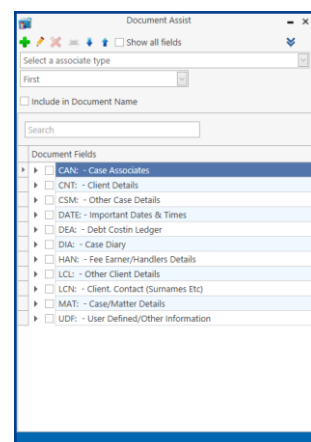 Document Assist
Show all fields
Select a associate type
First
Include in Document Name
Search
Document Fields
CAN: - Case Associates
CNT: - Client Details
CSM: - Other Case Details
DATE: - Important Dates & Times
DEA: - Debt Costin Ledger
DIA: - Case Diary
HAN: - Fee Earner/Handlers Details
LCL: - Other Client Details
LCN: - Client. Contact (Surnames Etc)
MAT: - Case/Matter Details
UDF: - User Defined/Other Information